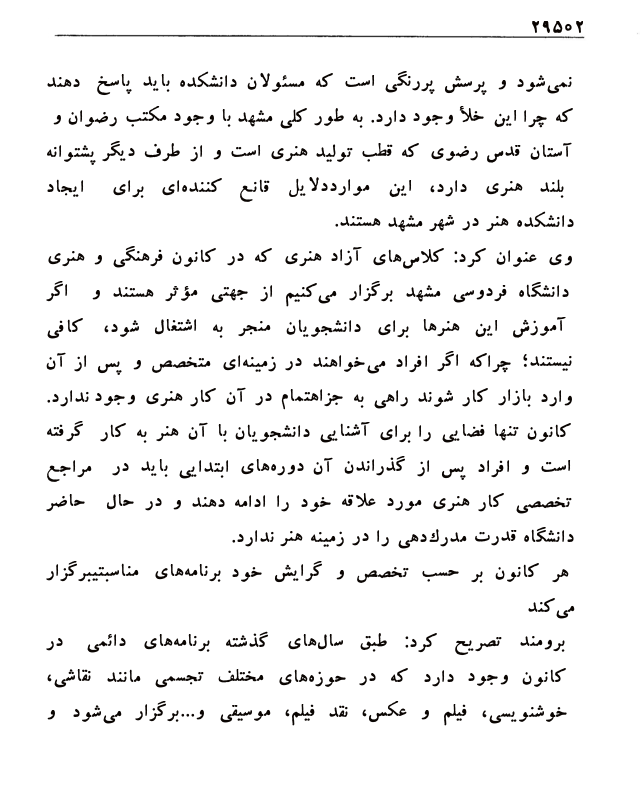 ۲۹۵۰۲
نمی‌شود و پرسش پررنگی است که مسئولان دانشکده باید پاسخ دهند
که چرا این خلأ وجود دارد. به طور کلی مشهد با وجود مکتب رضوان و
آستان قدس رضوی که قطب تولید هنری است و از طرف دیگر پشتوانه
بلند هنری دارد، این موارددلایل قانع کننده‌ای برای ایجاد
دانشکده هنر در شهر مشهد هستند.
وی عنوان کرد: کلاس‌های آزاد هنری که در کانون فرهنگی و هنری
دانشگاه فردوسی مشهد برگزار می‌کنیم از جهتی مؤثر هستند و اگر
آموزش این هنرها برای دانشجویان منجر به اشتغال شود، کافی
نیستند؛ چراکه اگر افراد می‌خواهند در زمینه‌ای متخصص و پس از آن
وارد بازار کار شوند راهی به جزاهتمام در آن کار هنری وجود ندارد.
کانون تنها فضایی را برای آشنایی دانشجویان با آن هنر به کار گرفته
است و افراد پس از گذراندن آن دوره‌های ابتدایی باید در مراجع
تخصصی کار هنری مورد علاقه خود را ادامه دهند و در حال حاضر
دانشگاه قدرت مدرك‌دهی را در زمینه هنر ندارد.
هر کانون بر حسب تخصص و گرایش خود برنامه‌های مناسبتیبرگزار
می‌کند
برومند تصریح کرد: طبق سال‌های گذشته برنامه‌های دائمی در
کانون وجود دارد که در حوزه‌های مختلف تجسمی مانند نقاشی،
خوشنویسی، فیلم و عکس، نقد فیلم، موسیقی و...برگزار می‌شود و